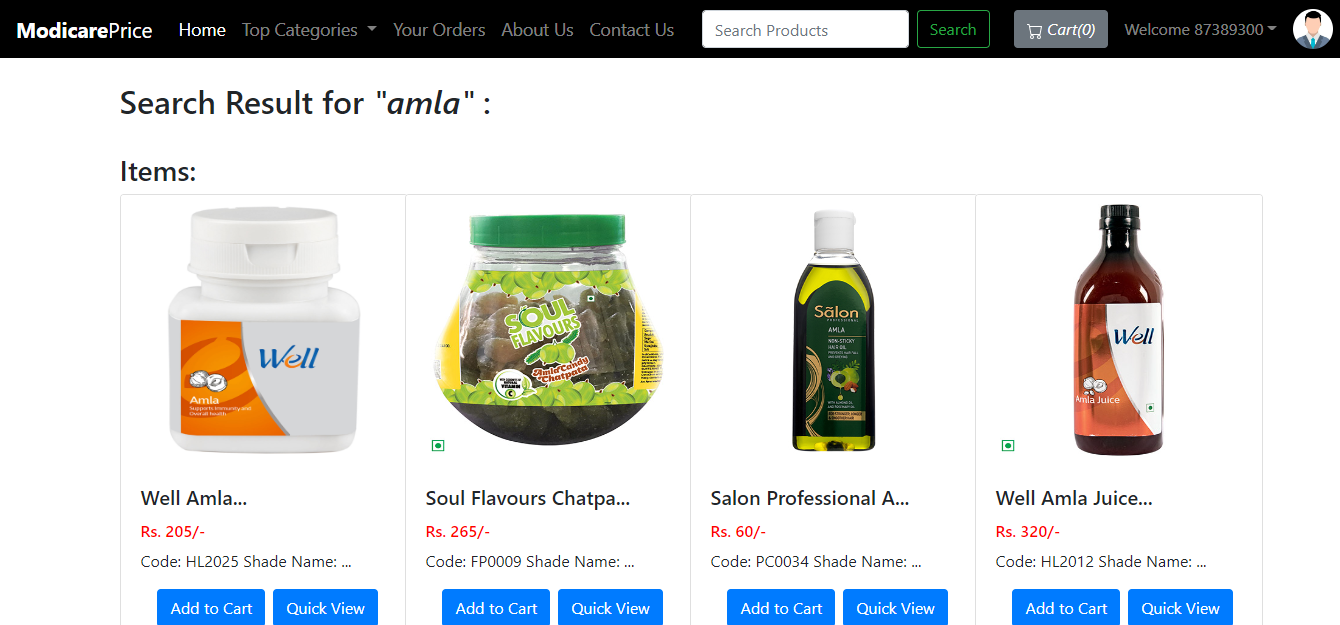 ModicarePrice Home Top Categories Your Orders About Us Contact Us Search Products Search Cart(0) Welcome 87389300
Search Result for "amla" :
Items:
Well
Amla
Supports Immunity and
Overall health
SOUL
FLAVOURS
Amla Candy
Chatpata
VITAMIN
C
Salon
PROFESSIONAL
AMLA
NON-STICKY
HAIR OIL
Well
Amla Juice
Well Amla... Soul Flavours Chatpa... Salon Professional A... Well Amla Juice...
Rs. 205/- Rs. 265/- Rs. 60/- Rs. 320/-
Code: HL2025 Shade Name: ... Code: FP0009 Shade Name: ... Code: PC0034 Shade Name: ... Code: HL2012 Shade Name: ...
Add to Cart Quick View Add to Cart Quick View Add to Cart Quick View Add to Cart Quick View